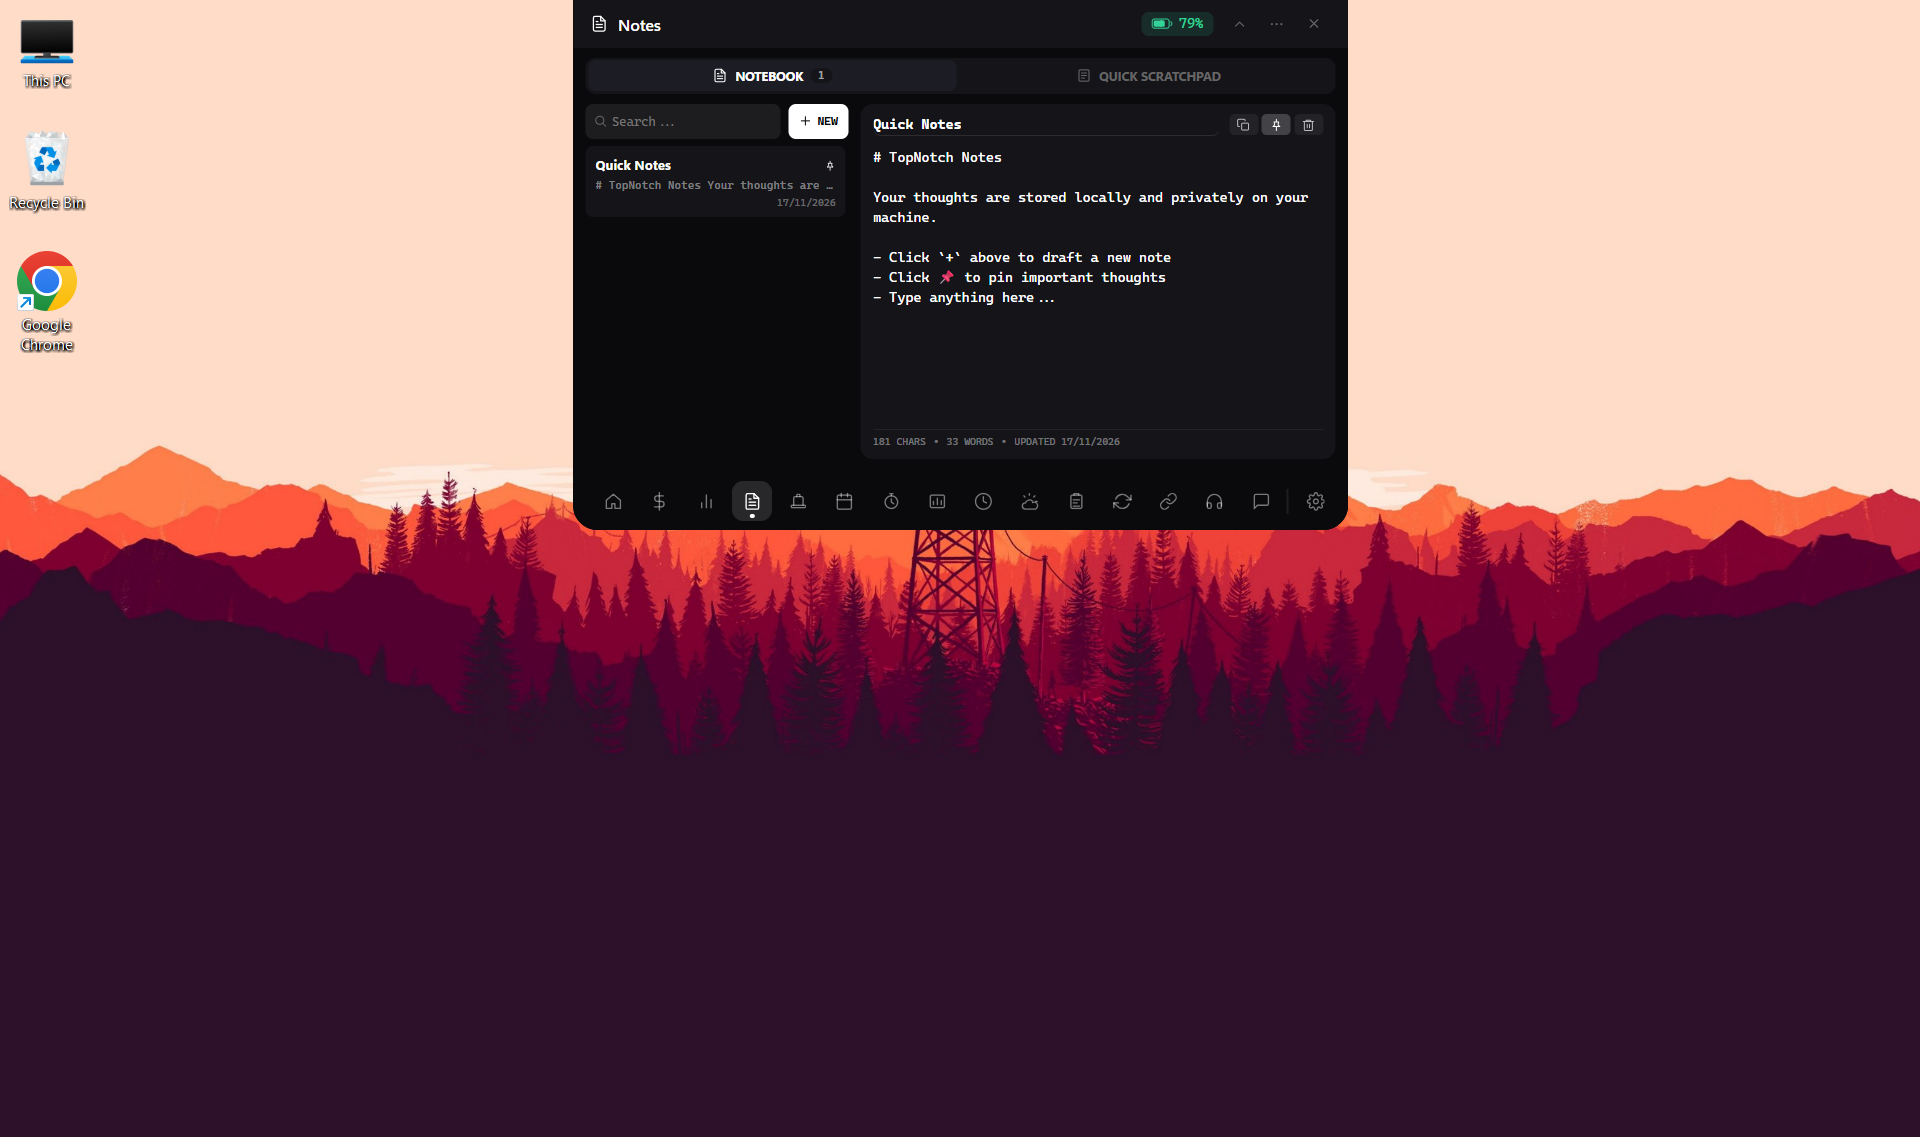 This PC
Recycle Bin
Google
Chrome
Notes
79%
NOTEBOOK 1
QUICK SCRATCHPAD
Search ...
+ NEW
Quick Notes
# TopNotch Notes Your thoughts are …
17/11/2026
Quick Notes
# TopNotch Notes
Your thoughts are stored locally and privately on your
machine.
- Click `+` above to draft a new note
- Click 📌 to pin important thoughts
- Type anything here...
181 CHARS • 33 WORDS • UPDATED 17/11/2026